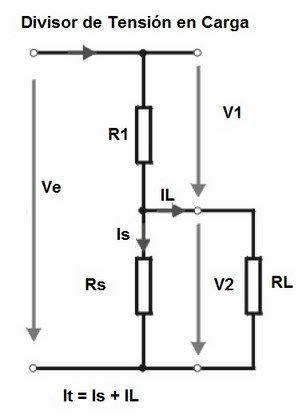 Divisor de Tensión en Carga
V1
R1
Ve
IL
Is
Rs
V2
RL
It = Is + IL